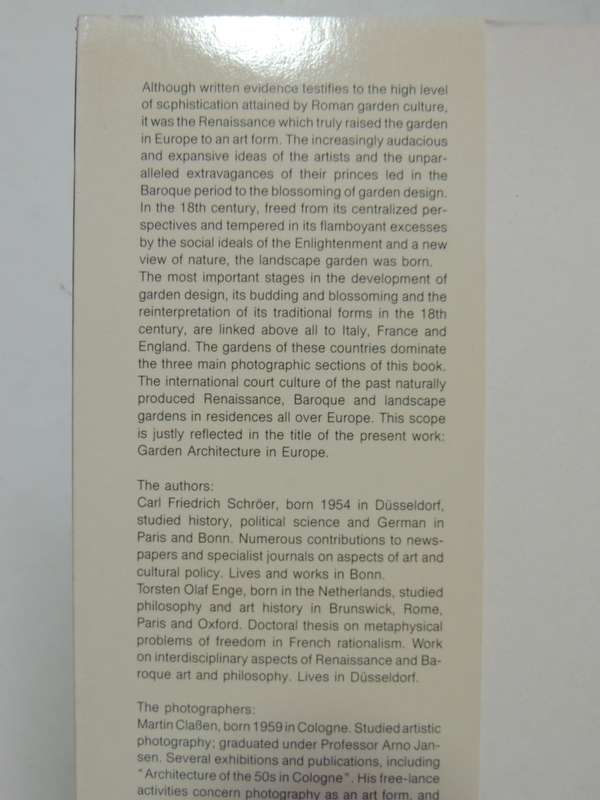 Although written evidence testifies to the high level
of sophistication attained by Roman garden culture,
it was the Renaissance which truly raised the garden
in Europe to an art form. The increasingly audacious
and expansive ideas of the artists and the unpar-
alleled extravagances of their princes led in the
Baroque period to the blossoming of garden design.
In the 18th century, freed from its centralized per-
spectives and tempered in its flamboyant excesses
by the social ideals of the Enlightenment and a new
view of nature, the landscape garden was born.
The most important stages in the development of
garden design, its budding and blossoming and the
reinterpretation of its traditional forms in the 18th
century, are linked above all to Italy, France and
England. The gardens of these countries dominate
the three main photographic sections of this book.
The international court culture of the past naturally
produced Renaissance, Baroque and landscape
gardens in residences all over Europe. This scope
is justly reflected in the title of the present work:
Garden Architecture in Europe.
The authors:
Carl Friedrich Schröer, born 1954 in Düsseldorf,
studied history, political science and German in
Paris and Bonn. Numerous contributions to news-
papers and specialist journals on aspects of art and
cultural policy. Lives and works in Bonn.
Torsten Olaf Enge, born in the Netherlands, studied
philosophy and art history in Brunswick, Rome,
Paris and Oxford. Doctoral thesis on metaphysical
problems of freedom in French rationalism. Work
on interdisciplinary aspects of Renaissance and Ba-
roque art and philosophy. Lives in Düsseldorf.
The photographers:
Martin Claßen, born 1959 in Cologne. Studied artistic
photography; graduated under Professor Arno Jan-
sen. Several exhibitions and publications, including
"Architecture of the 50s in Cologne". His free-lance
activities concern photography as an art form, and